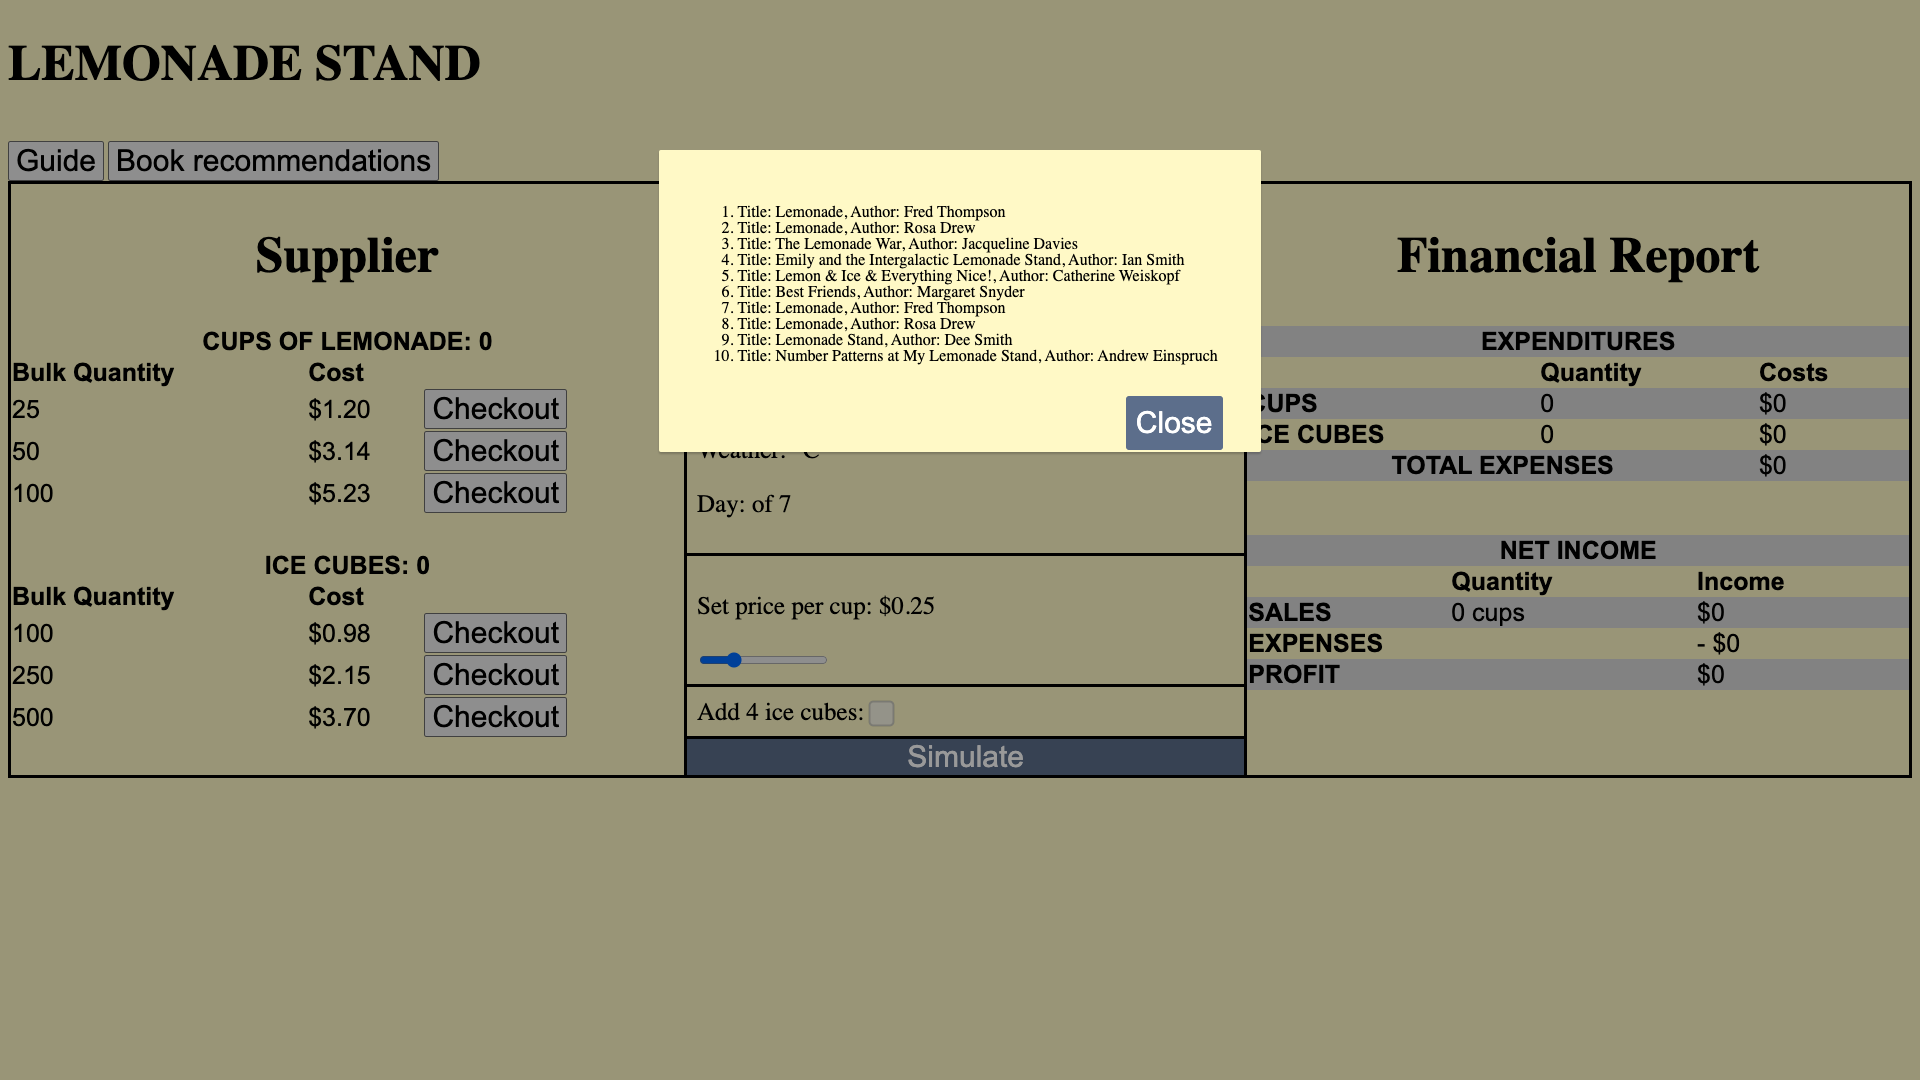 LEMONADE STAND
Guide
Book recommendations
Supplier
CUPS OF LEMONADE: 0
Bulk Quantity Cost
25 $1.20 Checkout
50 $3.14 Checkout
100 $5.23 Checkout
ICE CUBES: 0
Bulk Quantity Cost
100 $0.98 Checkout
250 $2.15 Checkout
500 $3.70 Checkout
1. Title: Lemonade, Author: Fred Thompson
2. Title: Lemonade, Author: Rosa Drew
3. Title: The Lemonade War, Author: Jacqueline Davies
4. Title: Emily and the Intergalactic Lemonade Stand, Author: Ian Smith
5. Title: Lemon & Ice & Everything Nice!, Author: Catherine Weiskopf
6. Title: Best Friends, Author: Margaret Snyder
7. Title: Lemonade, Author: Fred Thompson
8. Title: Lemonade, Author: Rosa Drew
9. Title: Lemonade Stand, Author: Dee Smith
10. Title: Number Patterns at My Lemonade Stand, Author: Andrew Einspruch
Close
Weather: °C
Day: of 7
Set price per cup: $0.25
Add 4 ice cubes:
Simulate
Financial Report
EXPENDITURES
Quantity Costs
CUPS 0 $0
ICE CUBES 0 $0
TOTAL EXPENSES $0
NET INCOME
Quantity Income
SALES 0 cups $0
EXPENSES - $0
PROFIT $0